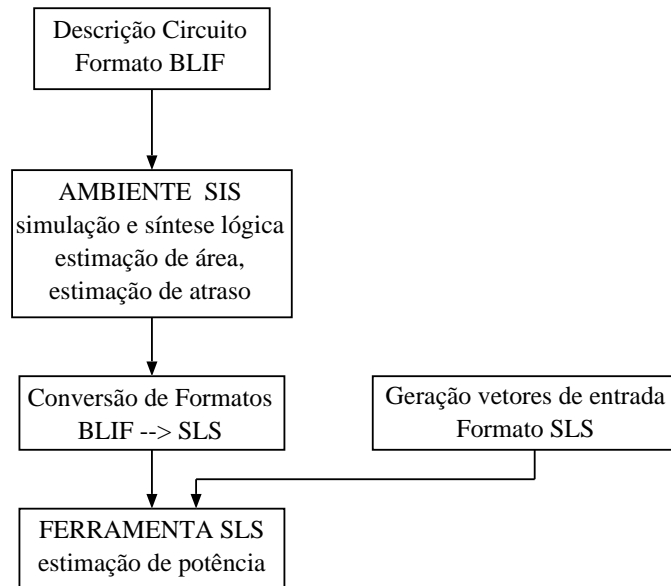 Descrição Circuito
Formato BLIF
AMBIENTE SIS
simulação e síntese lógica
estimação de área,
estimação de atraso
Conversão de Formatos
BLIF --> SLS
Geração vetores de entrada
Formato SLS
FERRAMENTA SLS
estimação de potência